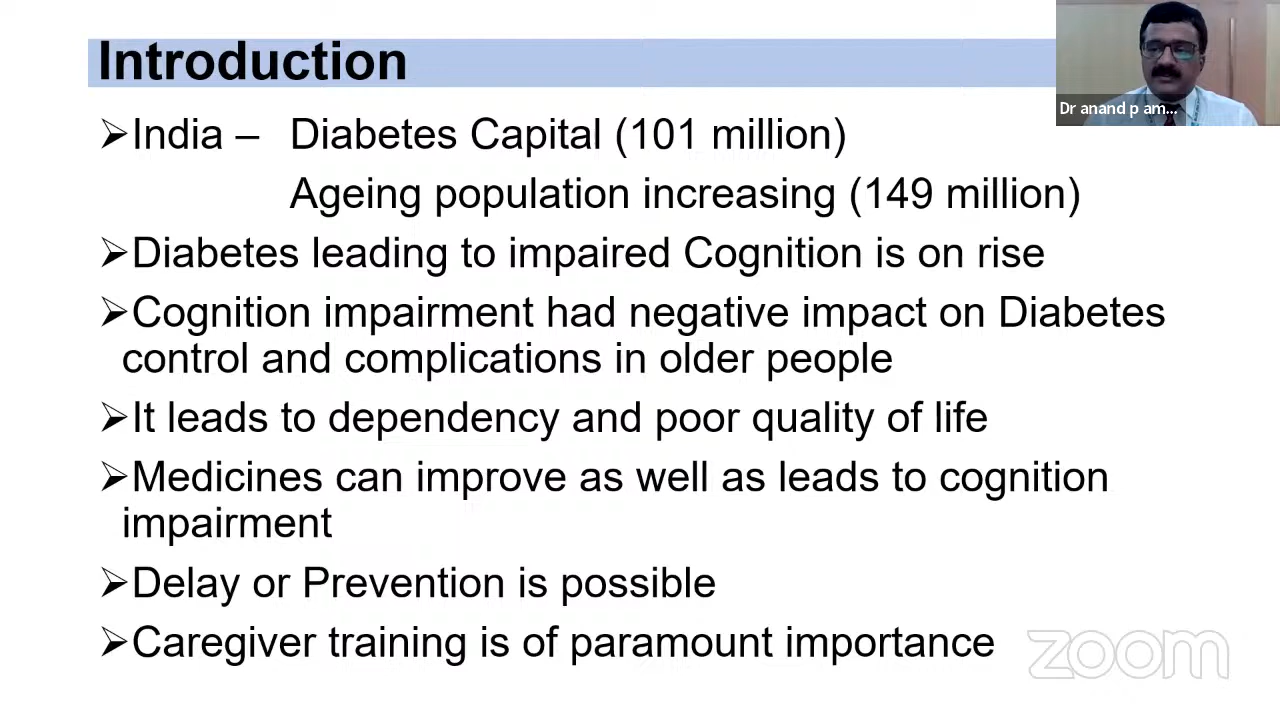 Introduction
Dr anand p am...
➢India – Diabetes Capital (101 million)
Ageing population increasing (149 million)
➢Diabetes leading to impaired Cognition is on rise
➢Cognition impairment had negative impact on Diabetes
control and complications in older people
➢It leads to dependency and poor quality of life
➢Medicines can improve as well as leads to cognition
impairment
➢Delay or Prevention is possible
➢Caregiver training is of paramount importance
zoom